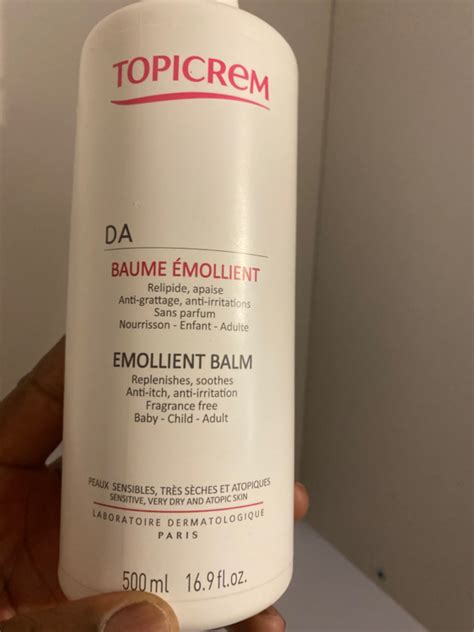 TOPICREM
DA
BAUME ÉMOLLIENT
Relipide, apaise
Anti-grattage, anti-irritations
Sans parfum
Nourrisson - Enfant - Adulte
EMOLLIENT BALM
Replenishes, soothes
Anti-itch, anti-irritation
Fragrance free
Baby - Child - Adult
PEAUX SENSIBLES, TRÈS SÈCHES ET ATOPIQUES
SENSITIVE, VERY DRY AND ATOPIC SKIN
LABORATOIRE DERMATOLOGIQUE
PARIS
500 ml 16.9 fl.oz.